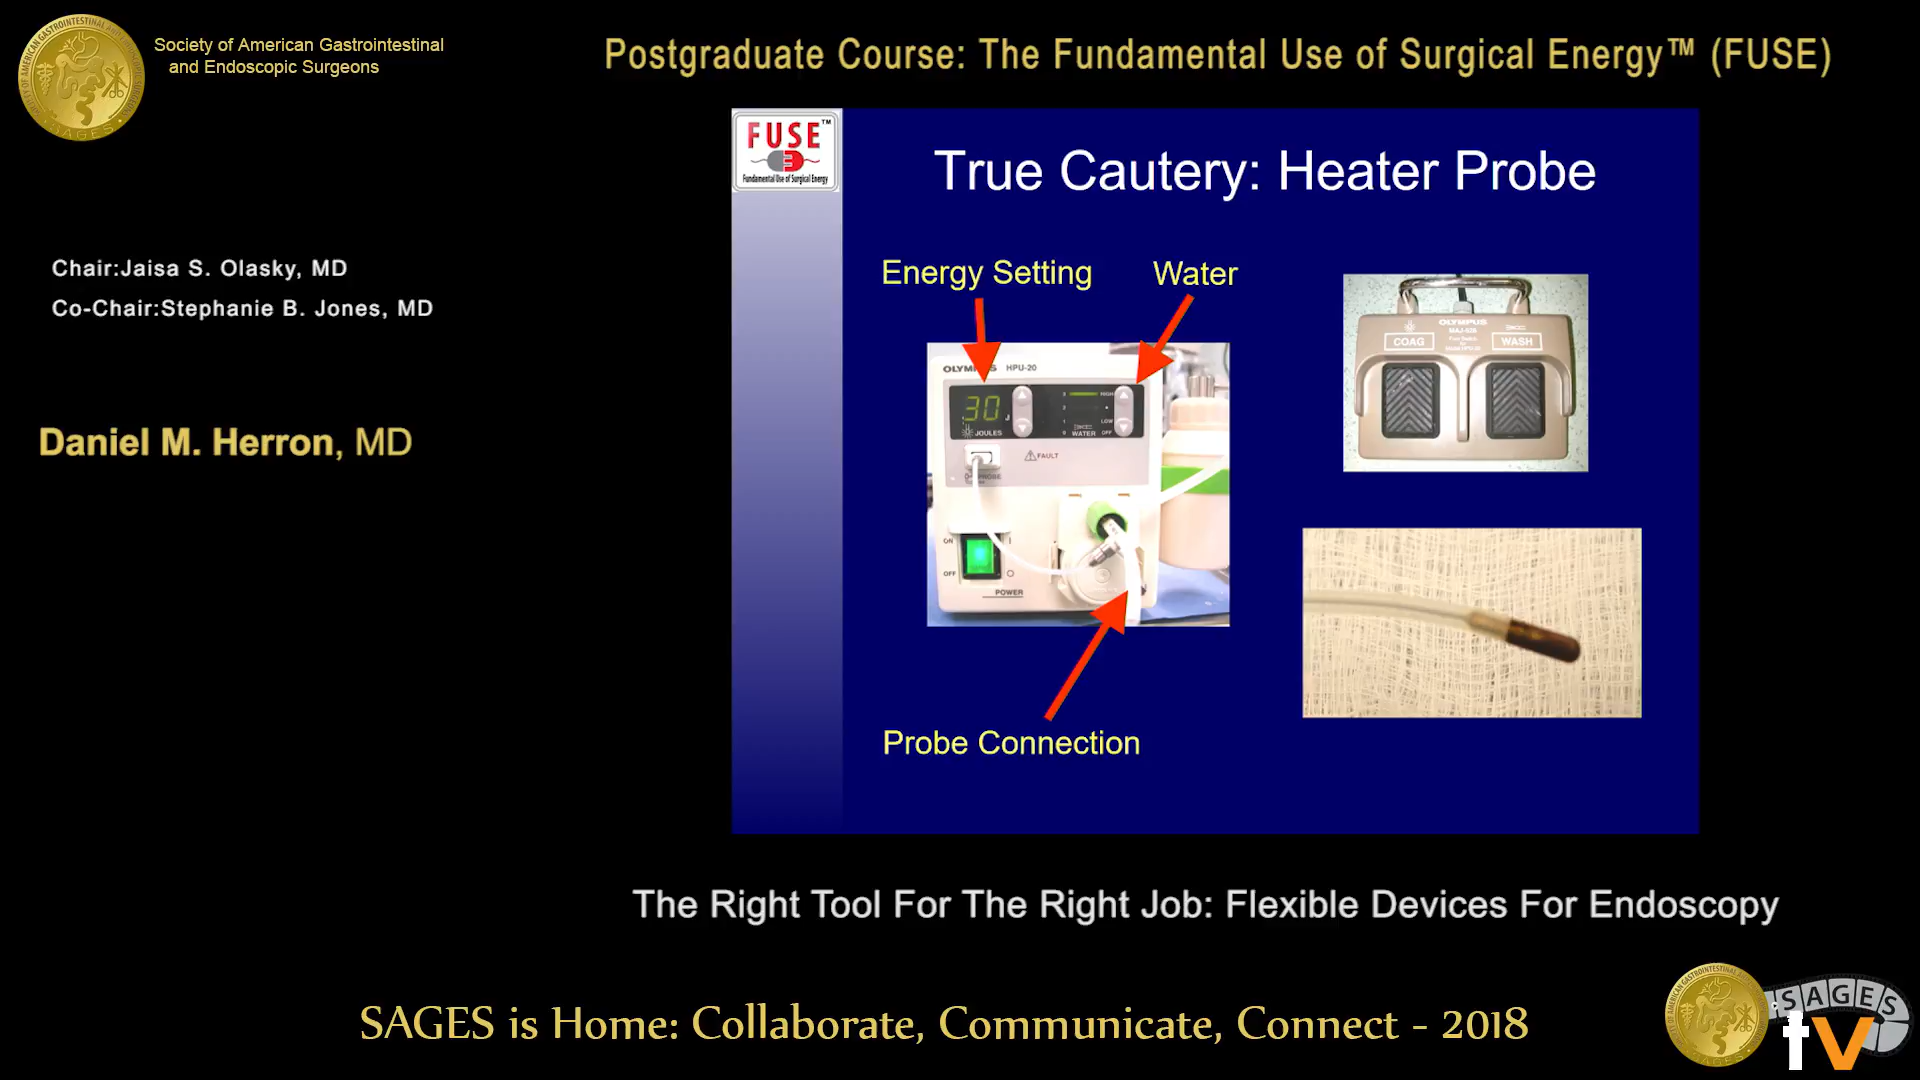 Society of American Gastrointestinal
and Endoscopic Surgeons
Postgraduate Course: The Fundamental Use of Surgical Energy™ (FUSE)
Chair:Jaisa S. Olasky, MD
Co-Chair:Stephanie B. Jones, MD
Daniel M. Herron, MD
FUSE™
Fundamental Use of Surgical Energy
True Cautery: Heater Probe
Energy Setting
Water
OLYMPUS HPU-20
30
JOULES
HIGH
LOW
WATER OFF
FAULT
PROBE
ON
OFF
POWER
OLYMPUS
COAG
WASH
Probe Connection
The Right Tool For The Right Job: Flexible Devices For Endoscopy
SAGES is Home: Collaborate, Communicate, Connect - 2018
SAGES
tv